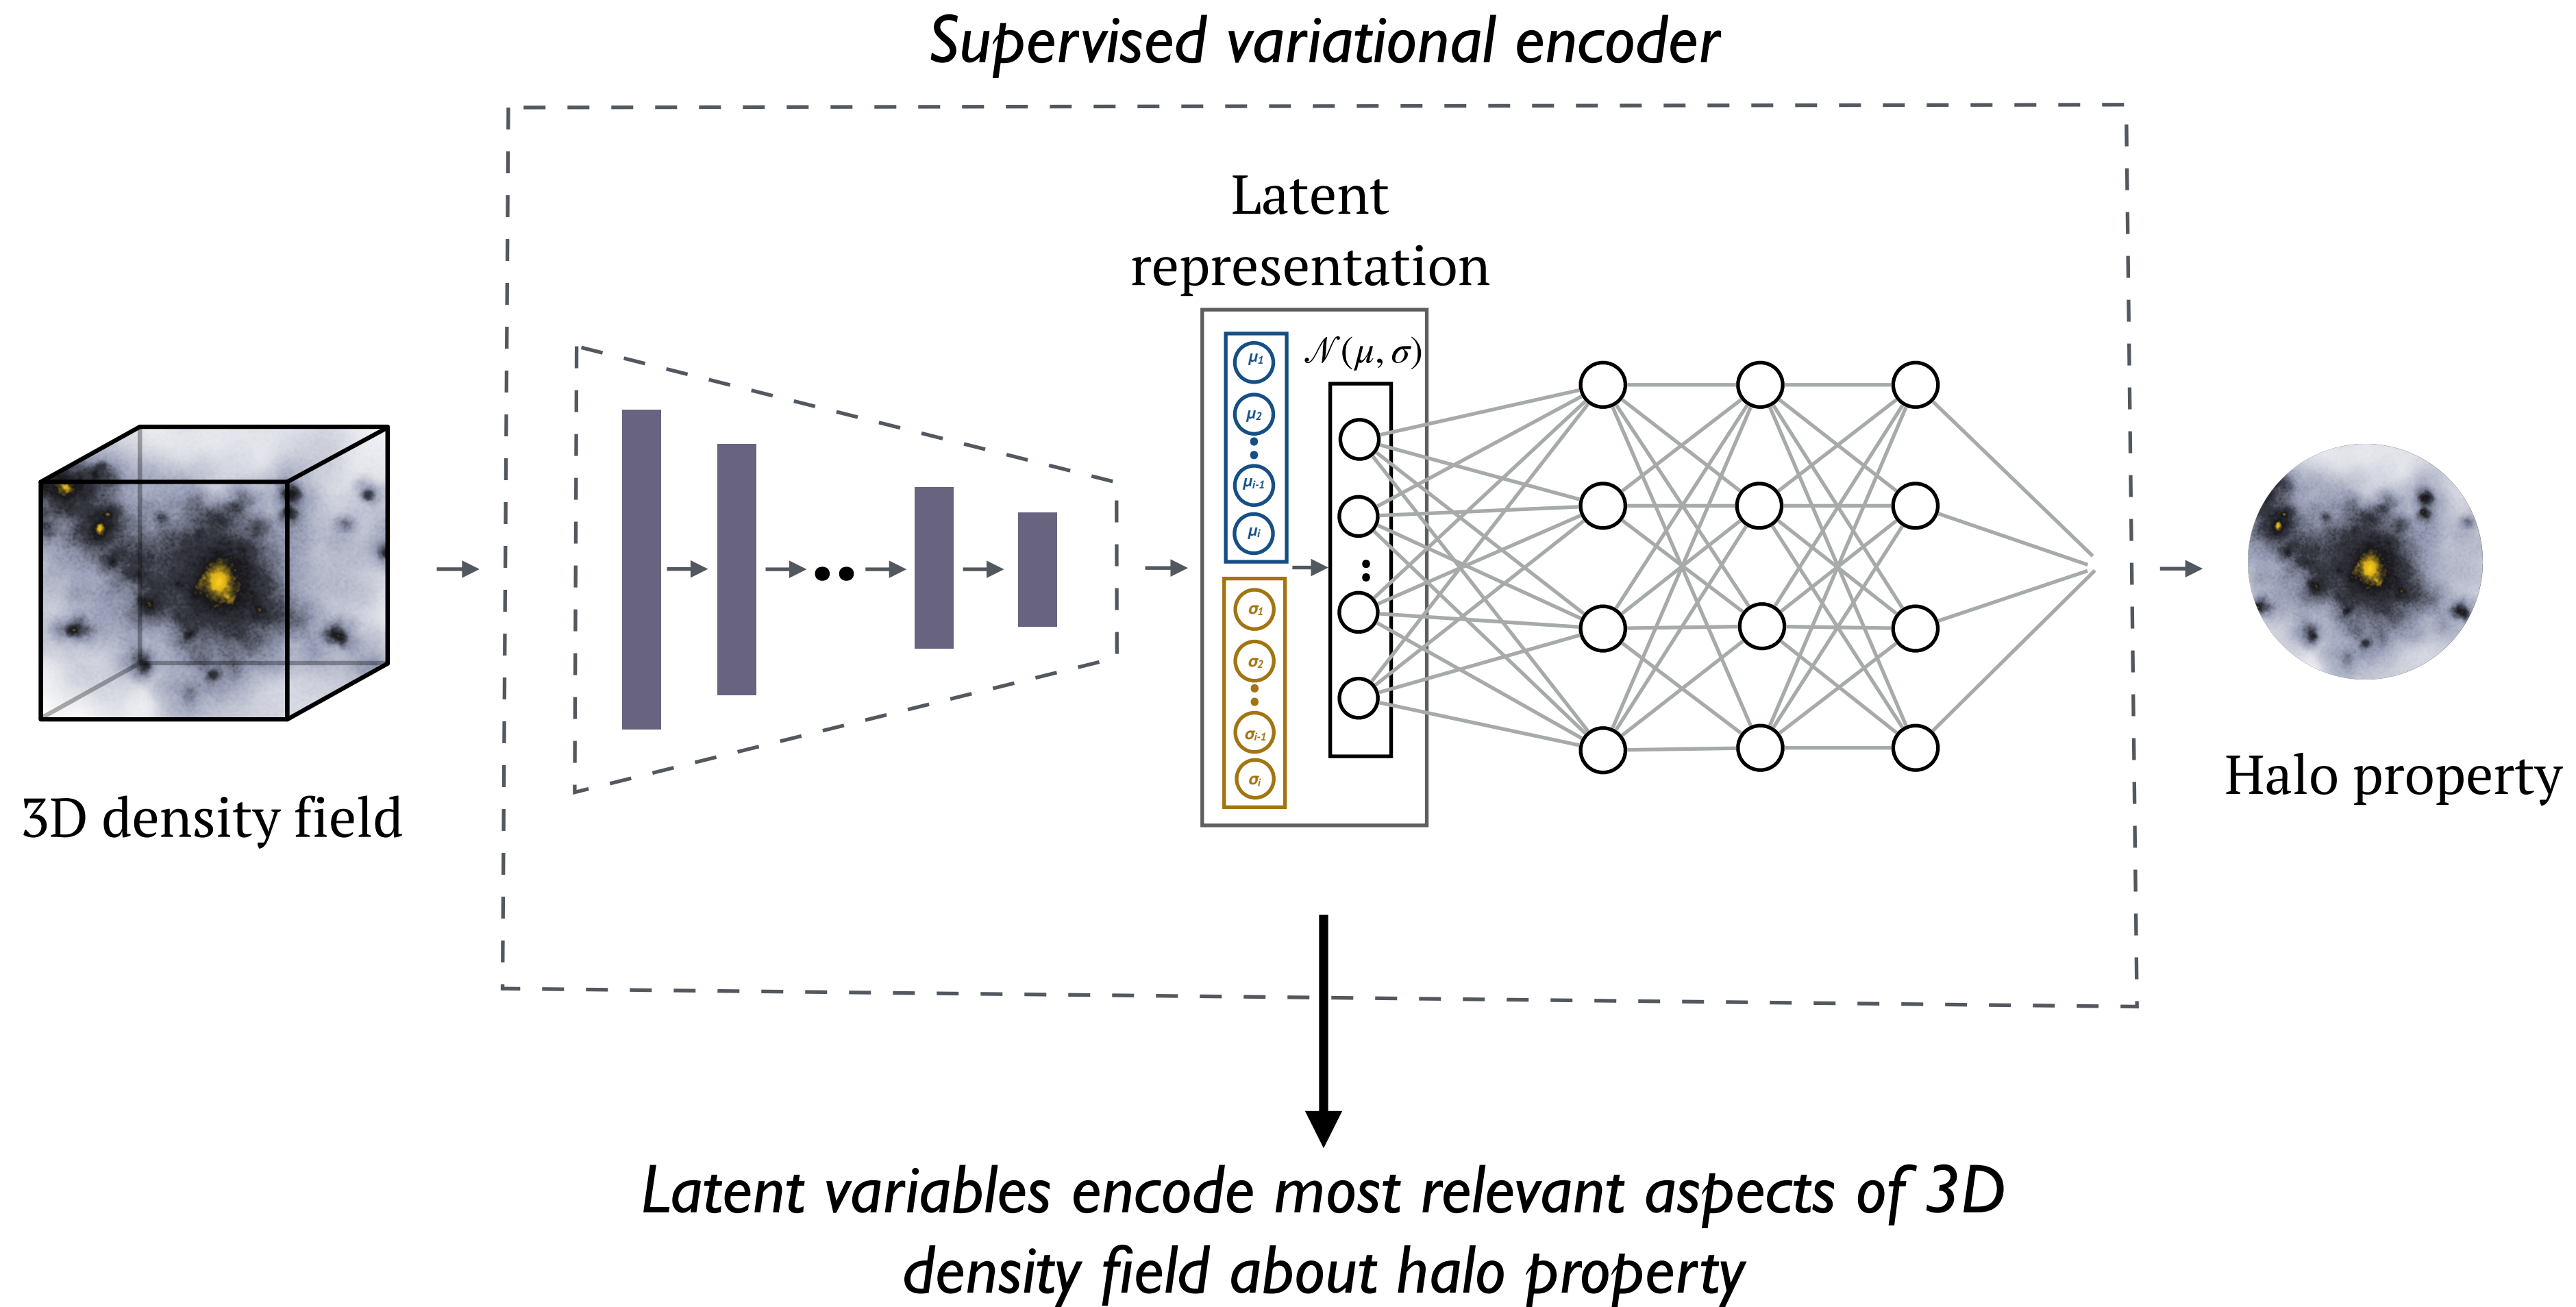 Supervised variational encoder
Latent
representation
𝒩(μ, σ)
μ1
μ2
μi-1
μi
σ1
σ2
σi-1
σi
3D density field
Halo property
Latent variables encode most relevant aspects of 3D
density field about halo property